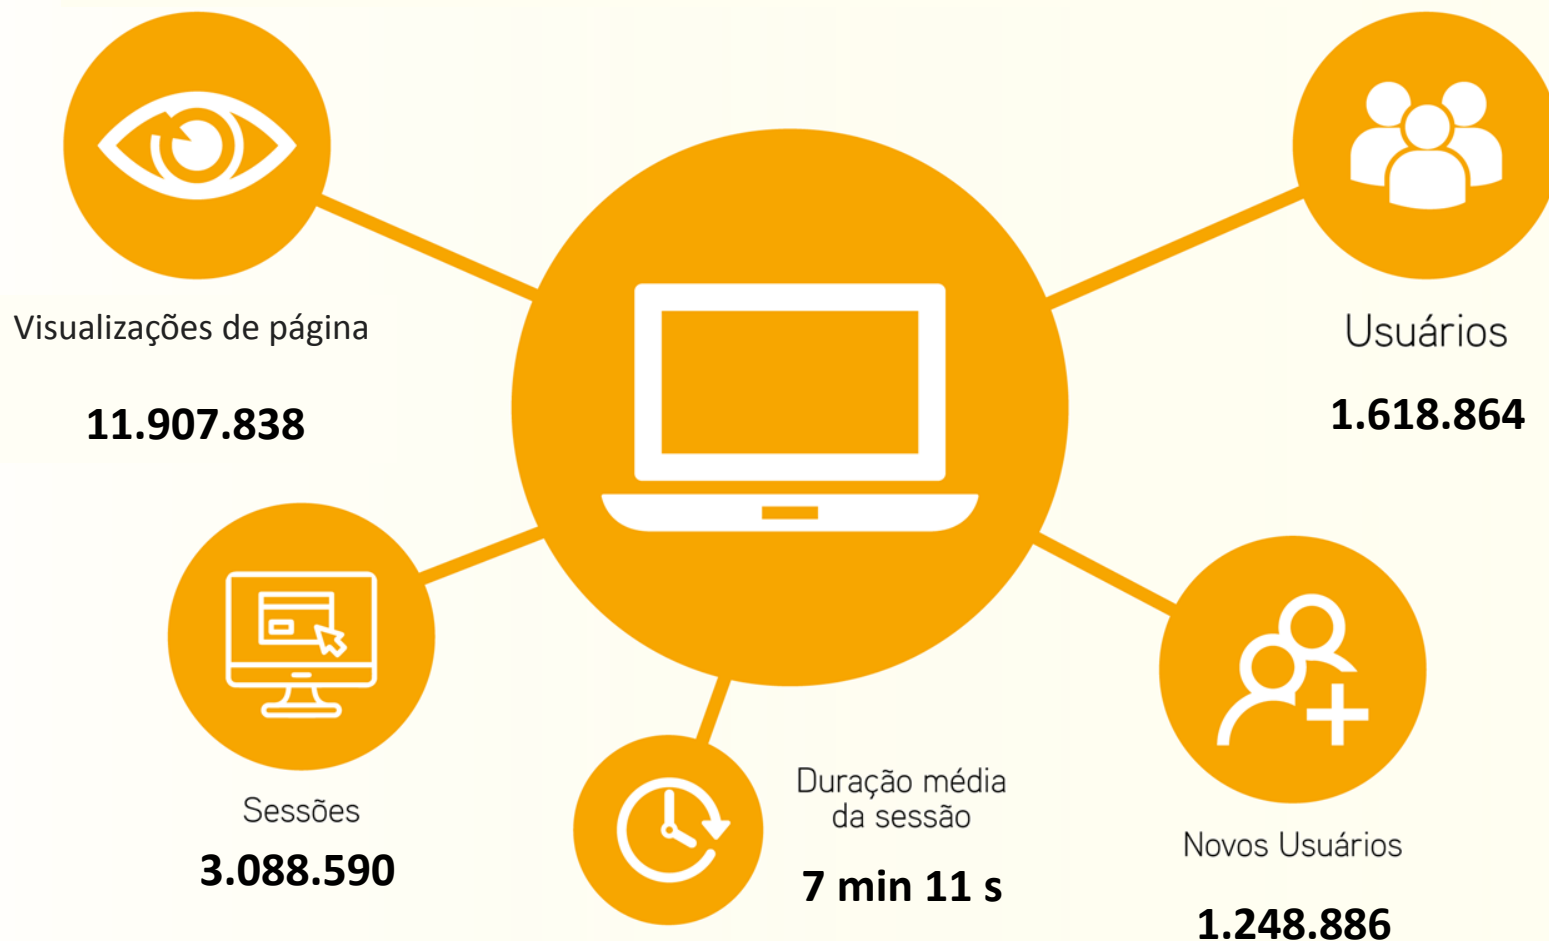 Visualizações de página
11.907.838
Usuários
1.618.864
Sessões
3.088.590
Duração média
da sessão
7 min 11 s
Novos Usuários
1.248.886